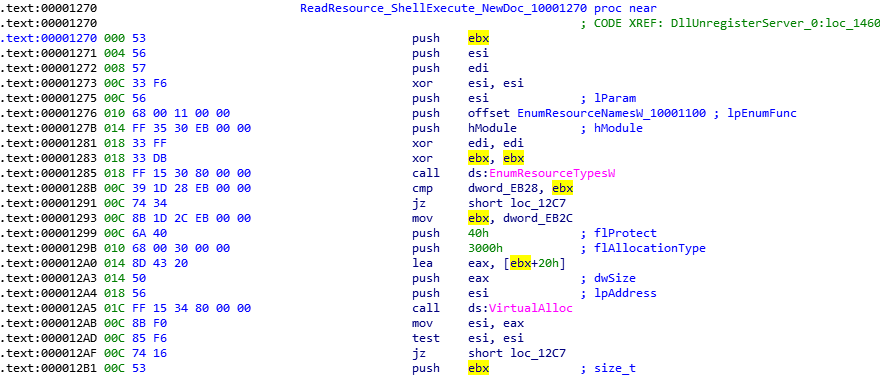 .text:00001270 ReadResource_ShellExecute_NewDoc_10001270 proc near
.text:00001270 ; CODE XREF: DllUnregisterServer_0:loc_1460
.text:00001270 000 53 push ebx
.text:00001271 004 56 push esi
.text:00001272 008 57 push edi
.text:00001273 00C 33 F6 xor esi, esi
.text:00001275 00C 56 push esi ; lParam
.text:00001276 010 68 00 11 00 00 push offset EnumResourceNamesW_10001100 ; lpEnumFunc
.text:0000127B 014 FF 35 30 EB 00 00 push hModule ; hModule
.text:00001281 018 33 FF xor edi, edi
.text:00001283 018 33 DB xor ebx, ebx
.text:00001285 018 FF 15 30 80 00 00 call ds:EnumResourceTypesW
.text:0000128B 00C 39 1D 28 EB 00 00 cmp dword_EB28, ebx
.text:00001291 00C 74 34 jz short loc_12C7
.text:00001293 00C 8B 1D 2C EB 00 00 mov ebx, dword_EB2C
.text:00001299 00C 6A 40 push 40h ; flProtect
.text:0000129B 010 68 00 30 00 00 push 3000h ; flAllocationType
.text:000012A0 014 8D 43 20 lea eax, [ebx+20h]
.text:000012A3 014 50 push eax ; dwSize
.text:000012A4 018 56 push esi ; lpAddress
.text:000012A5 01C FF 15 34 80 00 00 call ds:VirtualAlloc
.text:000012AB 00C 8B F0 mov esi, eax
.text:000012AD 00C 85 F6 test esi, esi
.text:000012AF 00C 74 16 jz short loc_12C7
.text:000012B1 00C 53 push ebx ; size_t